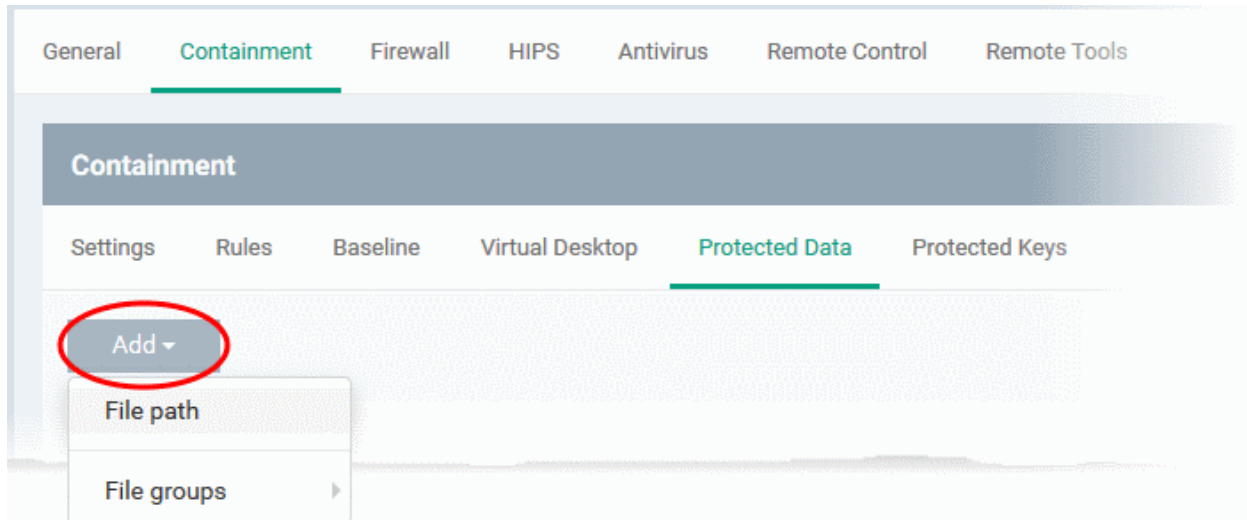 General Containment Firewall HIPS Antivirus Remote Control Remote Tools
Containment
Settings Rules Baseline Virtual Desktop Protected Data Protected Keys
Add
File path
File groups